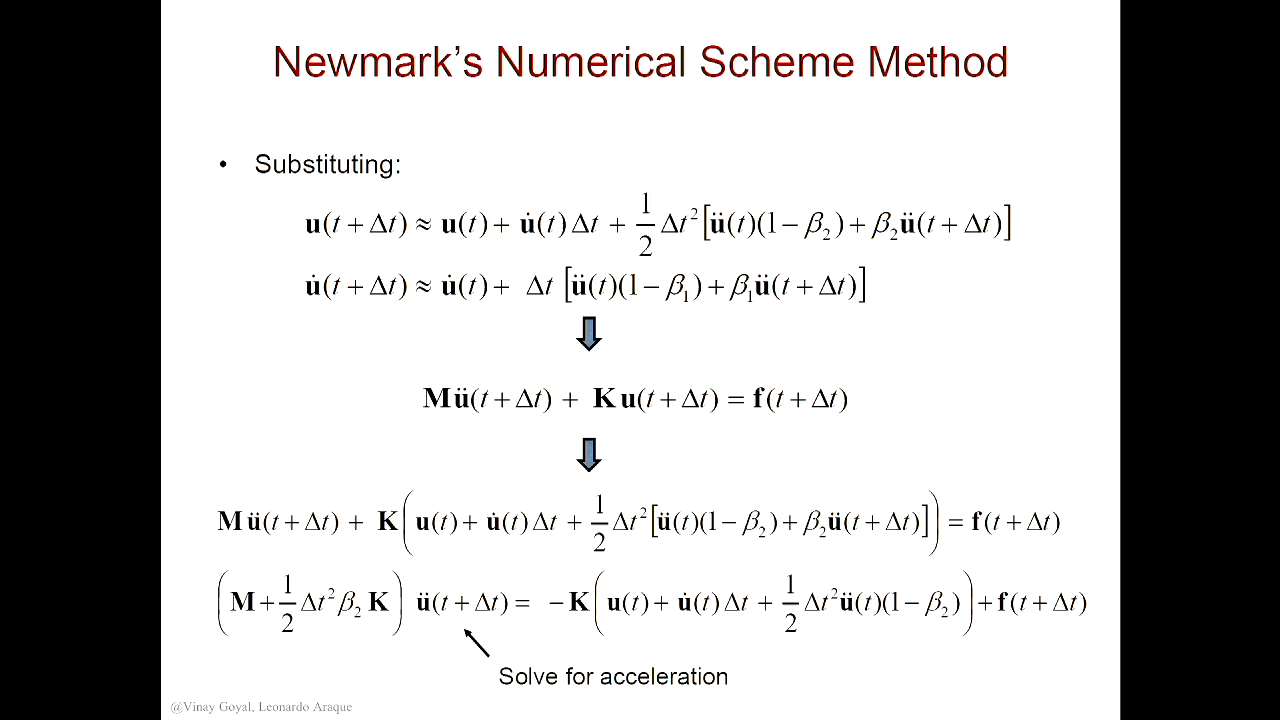 Newmark's Numerical Scheme Method
• Substituting:
u(t + Δt) ≈ u(t) + u̇(t) Δt + 1/2 Δt² [ü(t)(1 − β₂) + β₂ü(t + Δt)]
u̇(t + Δt) ≈ u̇(t) + Δt [ü(t)(1 − β₁) + β₁ü(t + Δt)]
M ü(t + Δt) + K u(t + Δt) = f(t + Δt)
M ü(t + Δt) + K ( u(t) + u̇(t) Δt + 1/2 Δt² [ü(t)(1 − β₂) + β₂ü(t + Δt)] ) = f(t + Δt)
( M + 1/2 Δt² β₂ K ) ü(t + Δt) = −K ( u(t) + u̇(t) Δt + 1/2 Δt² ü(t)(1 − β₂) ) + f(t + Δt)
Solve for acceleration
@Vinay Goyal, Leonardo Araque